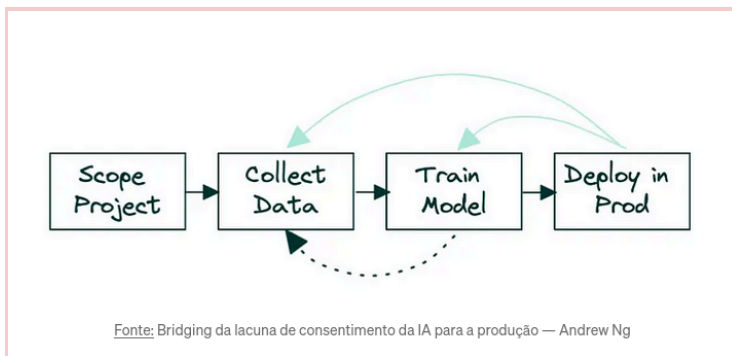 Scope
Project
Collect
Data
Train
Model
Deploy in
Prod
Fonte: Bridging da lacuna de consentimento da IA para a produção — Andrew Ng